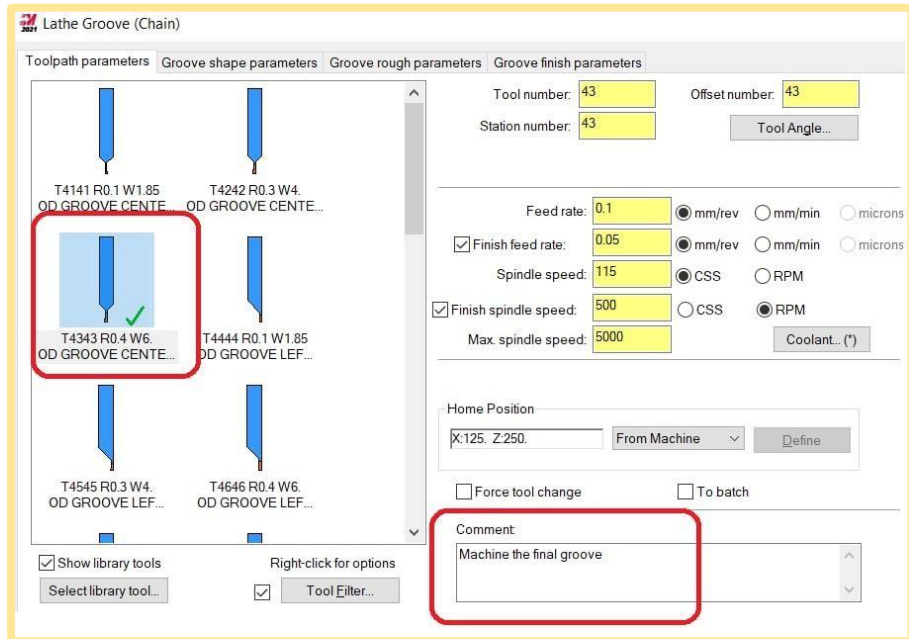 2021 Lathe Groove (Chain)
Toolpath parameters Groove shape parameters Groove rough parameters Groove finish parameters
T4141 R0.1 W1.85
OD GROOVE CENTE...
T4242 R0.3 W4.
OD GROOVE CENTE...
T4343 R0.4 W6.
OD GROOVE CENTE...
T4444 R0.1 W1.85
OD GROOVE LEF...
T4545 R0.3 W4.
OD GROOVE LEF...
T4646 R0.4 W6.
OD GROOVE LEF...
Show library tools Right-click for options
Select library tool... Tool Filter...
Tool number: 43 Offset number: 43
Station number: 43 Tool Angle...
Feed rate: 0.1 mm/rev mm/min microns
Finish feed rate: 0.05 mm/rev mm/min microns
Spindle speed: 115 CSS RPM
Finish spindle speed: 500 CSS RPM
Max. spindle speed: 5000 Coolant... (*)
Home Position
X:125. Z:250. From Machine Define
Force tool change To batch
Comment:
Machine the final groove